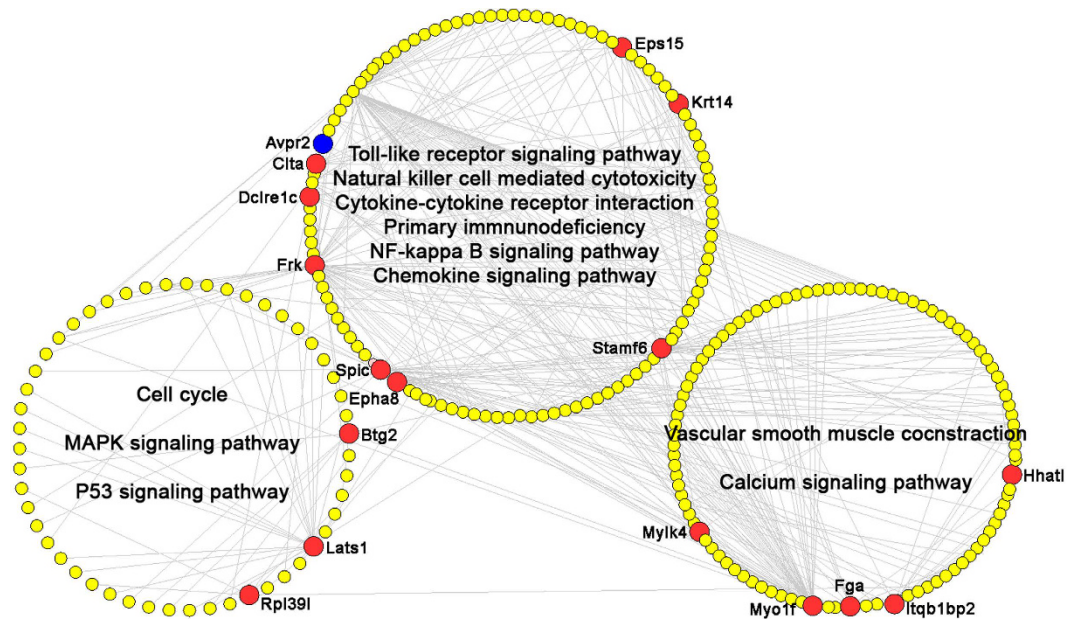 Eps15
Krt14
Avpr2
Clta
Dclre1c
Frk
Toll-like receptor signaling pathway
Natural killer cell mediated cytotoxicity
Cytokine-cytokine receptor interaction
Primary immnunodeficiency
NF-kappa B signaling pathway
Chemokine signaling pathway
Stamf6
Spic
Epha8
Cell cycle
MAPK signaling pathway
P53 signaling pathway
Btg2
Lats1
Rpl39l
Vascular smooth muscle cocnstraction
Calcium signaling pathway
Hhatl
Mylk4
Myo1f
Fga
Itqb1bp2